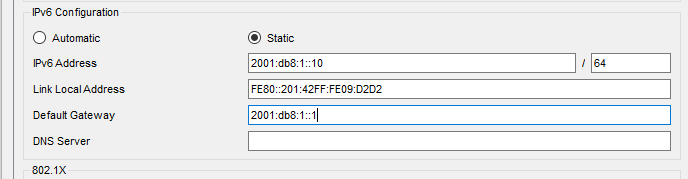 IPv6 Configuration
Automatic Static
IPv6 Address 2001:db8:1::10 / 64
Link Local Address FE80::201:42FF:FE09:D2D2
Default Gateway 2001:db8:1::1
DNS Server
802.1X